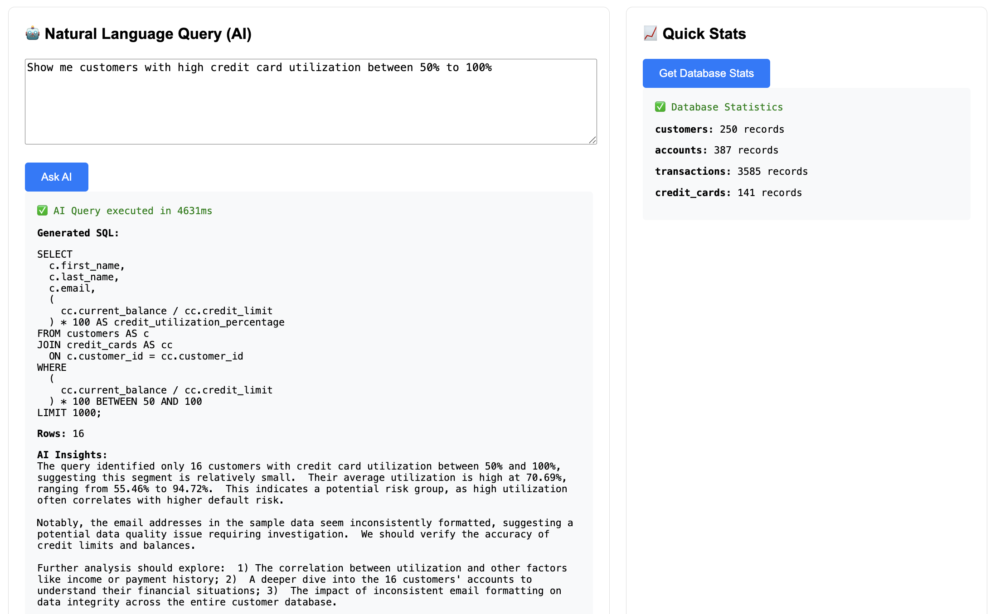 🤖 Natural Language Query (AI)
Show me customers with high credit card utilization between 50% to 100%
Ask AI
✅ AI Query executed in 4631ms
Generated SQL:
SELECT
  c.first_name,
  c.last_name,
  c.email,
  (
    cc.current_balance / cc.credit_limit
  ) * 100 AS credit_utilization_percentage
FROM customers AS c
JOIN credit_cards AS cc
  ON c.customer_id = cc.customer_id
WHERE
  (
    cc.current_balance / cc.credit_limit
  ) * 100 BETWEEN 50 AND 100
LIMIT 1000;
Rows: 16
AI Insights:
The query identified only 16 customers with credit card utilization between 50% and 100%,
suggesting this segment is relatively small.  Their average utilization is high at 70.69%,
ranging from 55.46% to 94.72%.  This indicates a potential risk group, as high utilization
often correlates with higher default risk.
Notably, the email addresses in the sample data seem inconsistently formatted, suggesting a
potential data quality issue requiring investigation.  We should verify the accuracy of
credit limits and balances.
Further analysis should explore:  1) The correlation between utilization and other factors
like income or payment history; 2)  A deeper dive into the 16 customers' accounts to
understand their financial situations; 3)  The impact of inconsistent email formatting on
data integrity across the entire customer database.
📈 Quick Stats
Get Database Stats
✅ Database Statistics
customers: 250 records
accounts: 387 records
transactions: 3585 records
credit_cards: 141 records